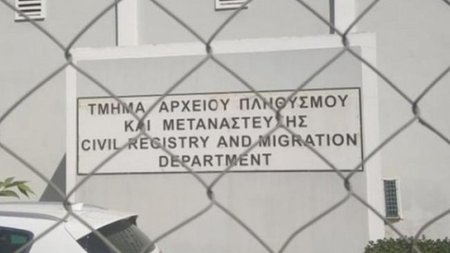 ΤΜΗΜΑ ΑΡΧΕΙΟΥ ΠΛΗΘΥΣΜΟΥ
ΚΑΙ ΜΕΤΑΝΑΣΤΕΥΣΗΣ
CIVIL REGISTRY AND MIGRATION
DEPARTMENT